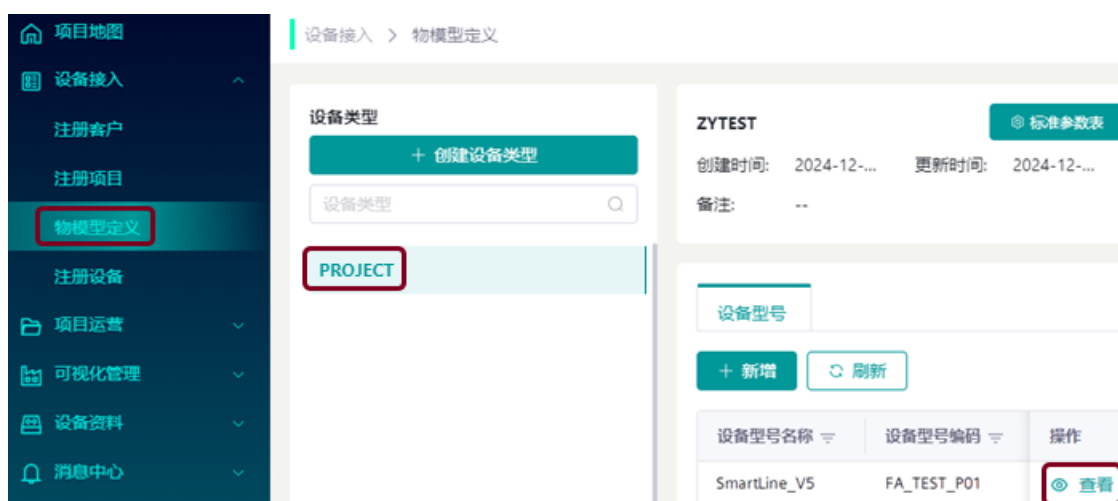 项目地图
设备接入
注册客户
注册项目
物模型定义
注册设备
项目运营
可视化管理
设备资料
消息中心
设备接入 > 物模型定义
设备类型
+ 创建设备类型
设备类型
PROJECT
ZYTEST
标准参数表
创建时间: 2024-12-... 更新时间: 2024-12-...
备注: --
设备型号
+ 新增 刷新
设备型号名称 设备型号编码 操作
SmartLine_V5 FA_TEST_P01 查看